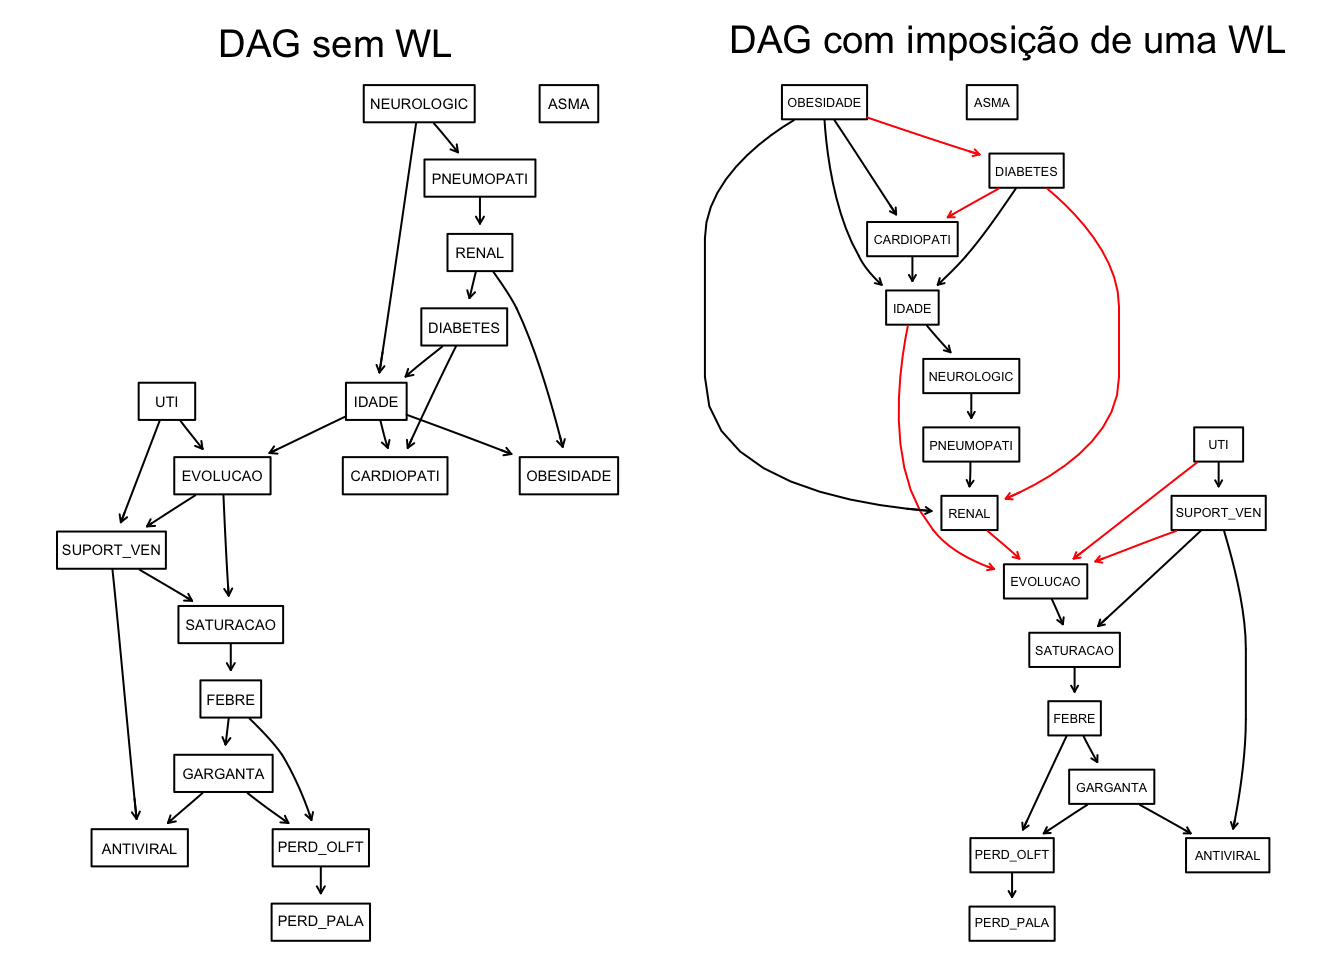 DAG sem WL
NEUROLOGIC
ASMA
PNEUMOPATI
RENAL
DIABETES
UTI
IDADE
EVOLUCAO
CARDIOPATI
OBESIDADE
SUPORT_VEN
SATURACAO
FEBRE
GARGANTA
ANTIVIRAL
PERD_OLFT
PERD_PALA
DAG com imposição de uma WL
OBESIDADE
ASMA
DIABETES
CARDIOPATI
IDADE
NEUROLOGIC
PNEUMOPATI
UTI
RENAL
SUPORT_VEN
EVOLUCAO
SATURACAO
FEBRE
GARGANTA
PERD_OLFT
ANTIVIRAL
PERD_PALA